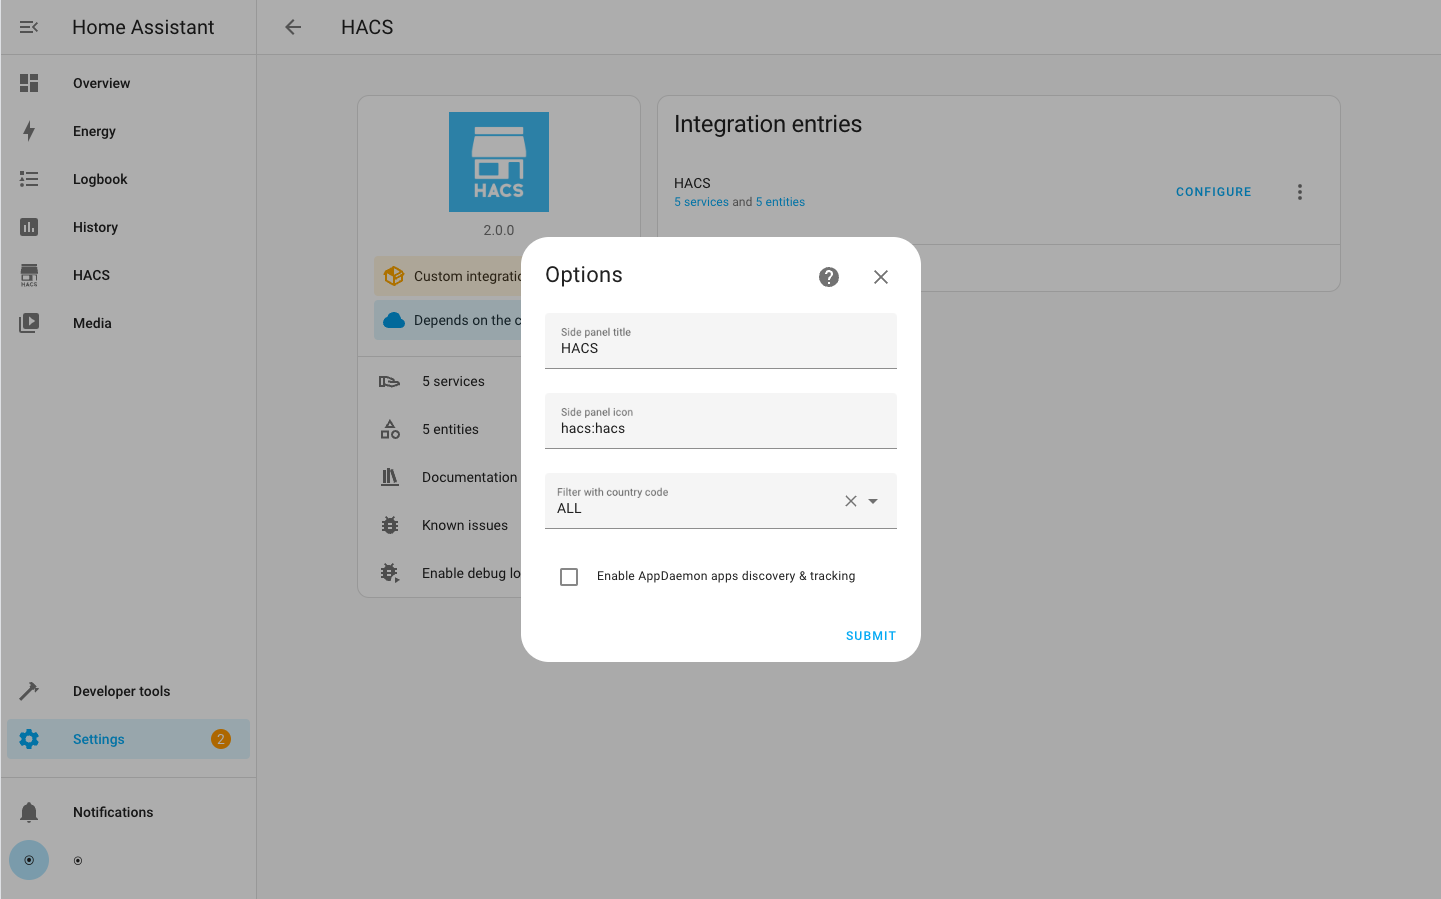 Home Assistant
HACS
Overview
Energy
Logbook
History
HACS
Media
Developer tools
Settings
2
Notifications
HACS
2.0.0
Custom integratio
Depends on the c
5 services
5 entities
Documentation
Known issues
Enable debug lo
Integration entries
HACS
5 services and 5 entities
CONFIGURE
Options
Side panel title
HACS
Side panel icon
hacs:hacs
Filter with country code
ALL
Enable AppDaemon apps discovery & tracking
SUBMIT